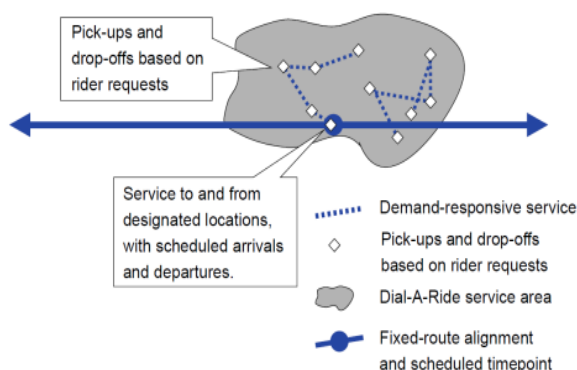 Pick-ups and
drop-offs based on
rider requests
Service to and from
designated locations,
with scheduled arrivals
and departures.
Demand-responsive service
Pick-ups and drop-offs
based on rider requests
Dial-A-Ride service area
Fixed-route alignment
and scheduled timepoint